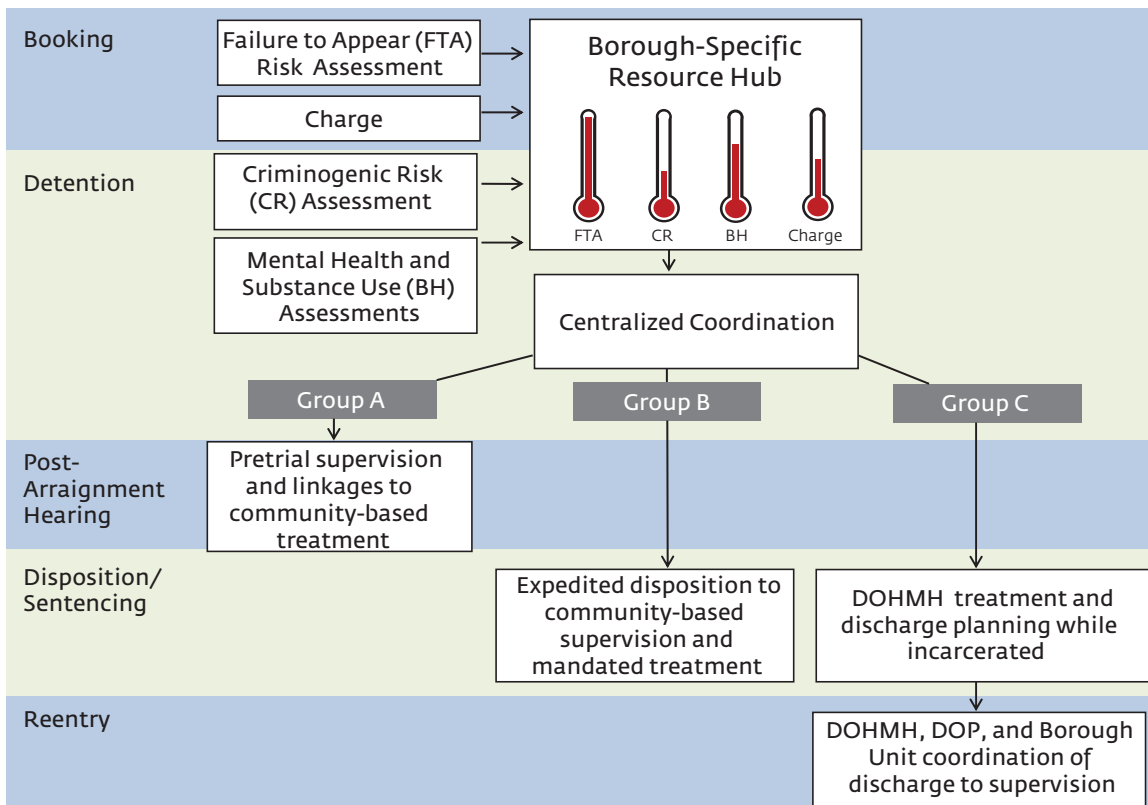 Booking
Failure to Appear (FTA)
Risk Assessment
Charge
Borough-Specific
Resource Hub
FTA
CR
BH
Charge
Detention
Criminogenic Risk
(CR) Assessment
Mental Health and
Substance Use (BH)
Assessments
Centralized Coordination
Group A
Group B
Group C
Post-
Arraignment
Hearing
Pretrial supervision
and linkages to
community-based
treatment
Disposition/
Sentencing
Expedited disposition to
community-based
supervision and
mandated treatment
DOHMH treatment and
discharge planning while
incarcerated
Reentry
DOHMH, DOP, and Borough
Unit coordination of
discharge to supervision